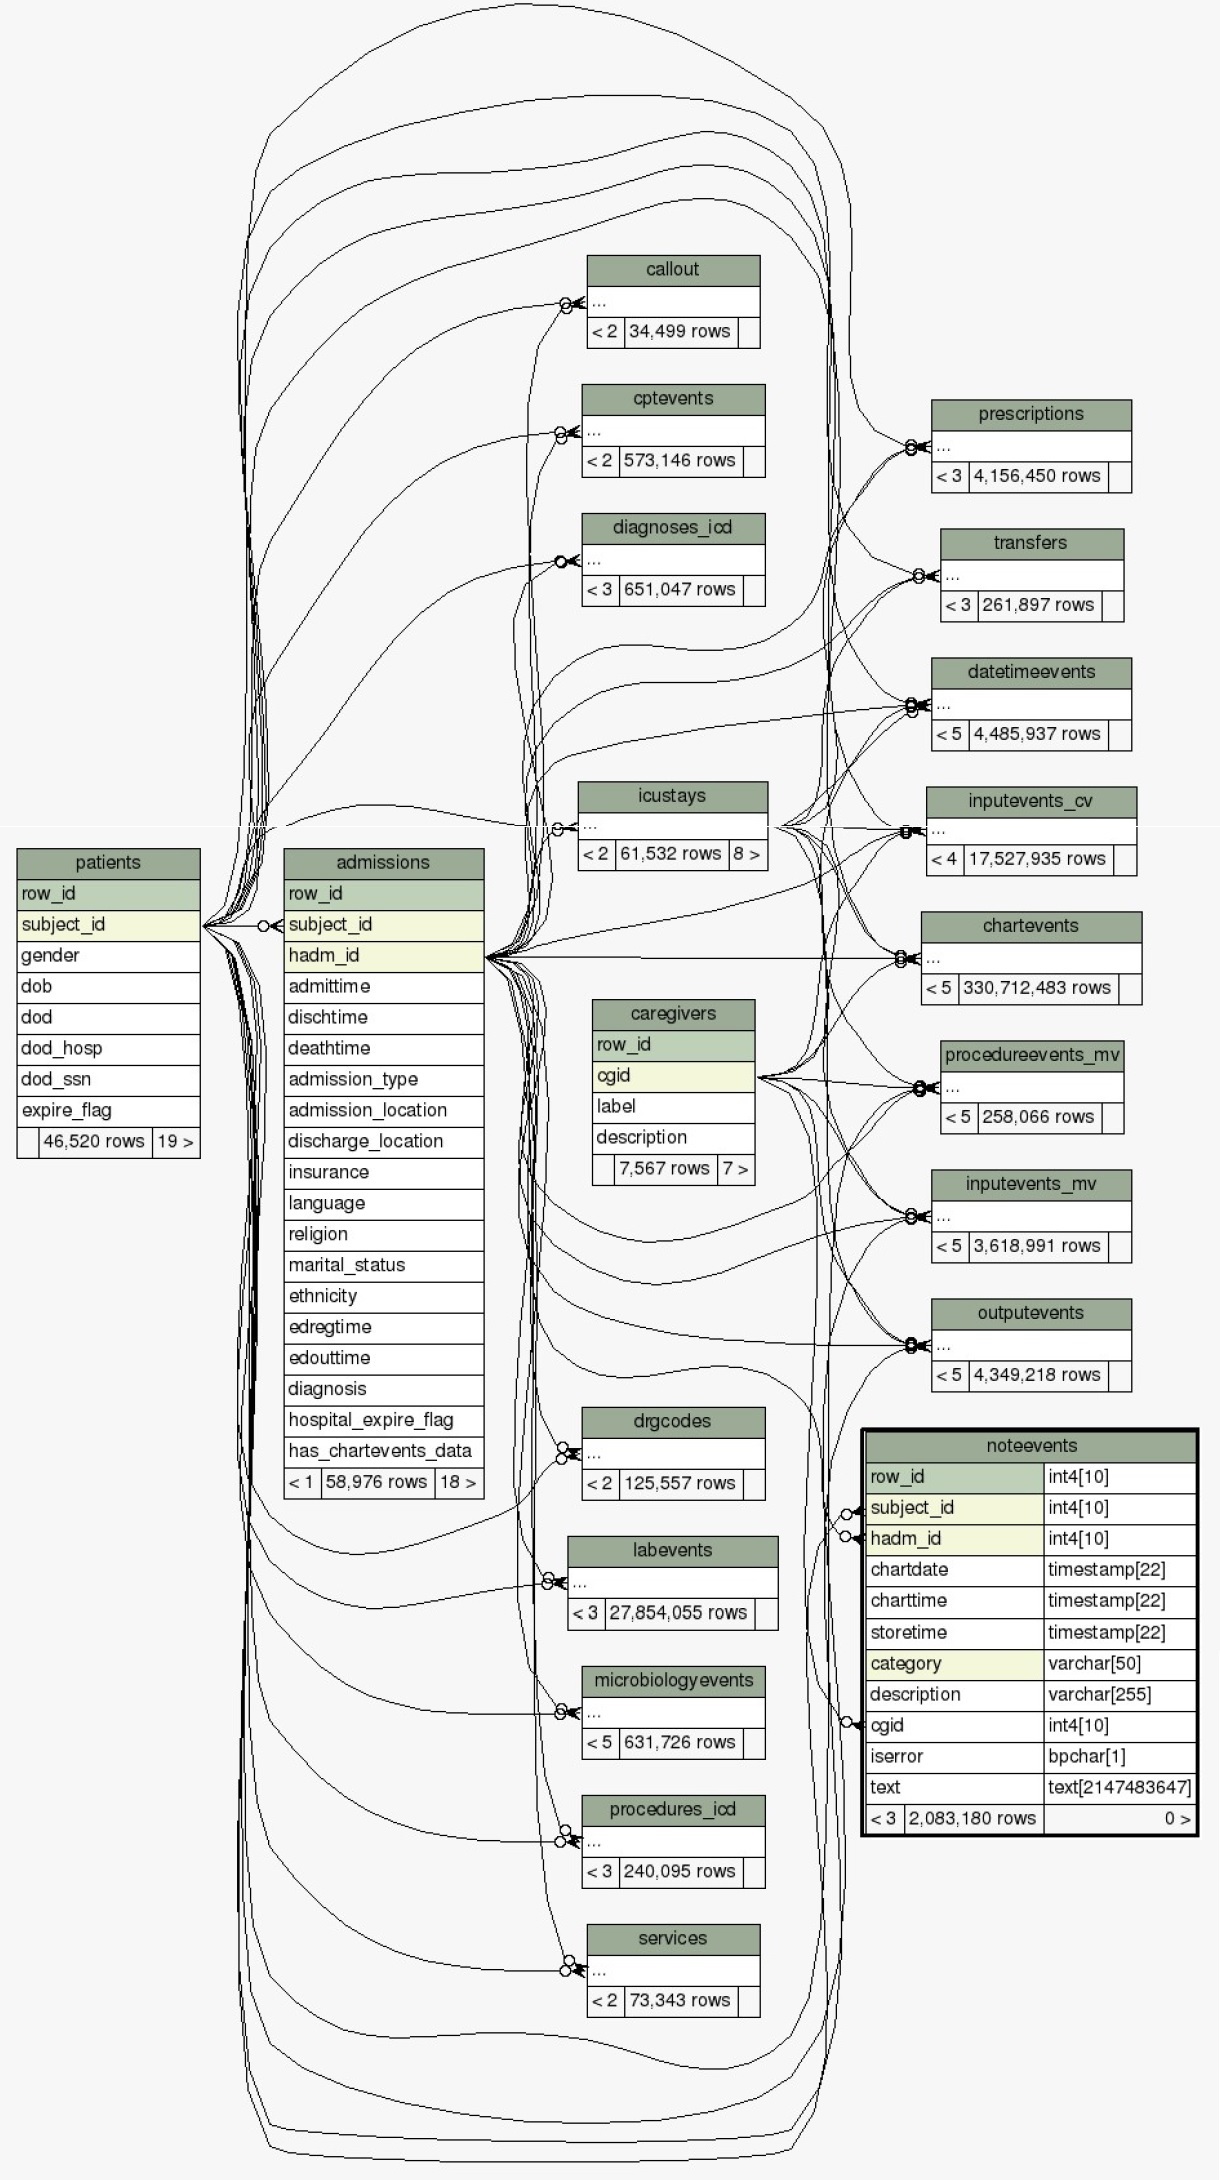 callout
...
< 2 34,499 rows
cptevents
...
< 2 573,146 rows
diagnoses_icd
...
< 3 651,047 rows
prescriptions
...
< 3 4,156,450 rows
transfers
...
< 3 261,897 rows
datetimeevents
...
< 5 4,485,937 rows
icustays
...
< 2 61,532 rows 8 >
inputevents_cv
...
< 4 17,527,935 rows
chartevents
...
< 5 330,712,483 rows
patients
row_id
subject_id
gender
dob
dod
dod_hosp
dod_ssn
expire_flag
46,520 rows 19 >
admissions
row_id
subject_id
hadm_id
admittime
dischtime
deathtime
admission_type
admission_location
discharge_location
insurance
language
religion
marital_status
ethnicity
edregtime
edouttime
diagnosis
hospital_expire_flag
has_chartevents_data
< 1 58,976 rows 18 >
caregivers
row_id
cgid
label
description
7,567 rows 7 >
procedureevents_mv
...
< 5 258,066 rows
inputevents_mv
...
< 5 3,618,991 rows
outputevents
...
< 5 4,349,218 rows
drgcodes
...
< 2 125,557 rows
labevents
...
< 3 27,854,055 rows
microbiologyevents
...
< 5 631,726 rows
procedures_icd
...
< 3 240,095 rows
services
...
< 2 73,343 rows
noteevents
row_id int4[10]
subject_id int4[10]
hadm_id int4[10]
chartdate timestamp[22]
charttime timestamp[22]
storetime timestamp[22]
category varchar[50]
description varchar[255]
cgid int4[10]
iserror bpchar[1]
text text[2147483647]
< 3 2,083,180 rows 0 >